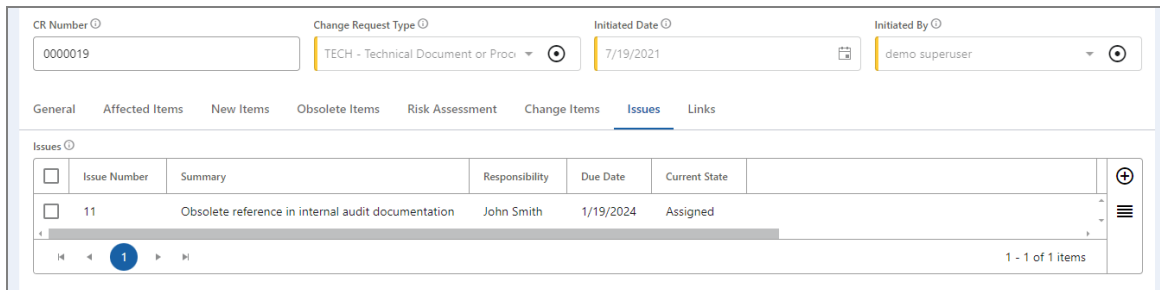 CR Number Change Request Type Initiated Date Initiated By
0000019 TECH - Technical Document or Proc 7/19/2021 demo superuser
General Affected Items New Items Obsolete Items Risk Assessment Change Items Issues Links
Issues
Issue Number Summary Responsibility Due Date Current State
11 Obsolete reference in internal audit documentation John Smith 1/19/2024 Assigned
1 1 - 1 of 1 items